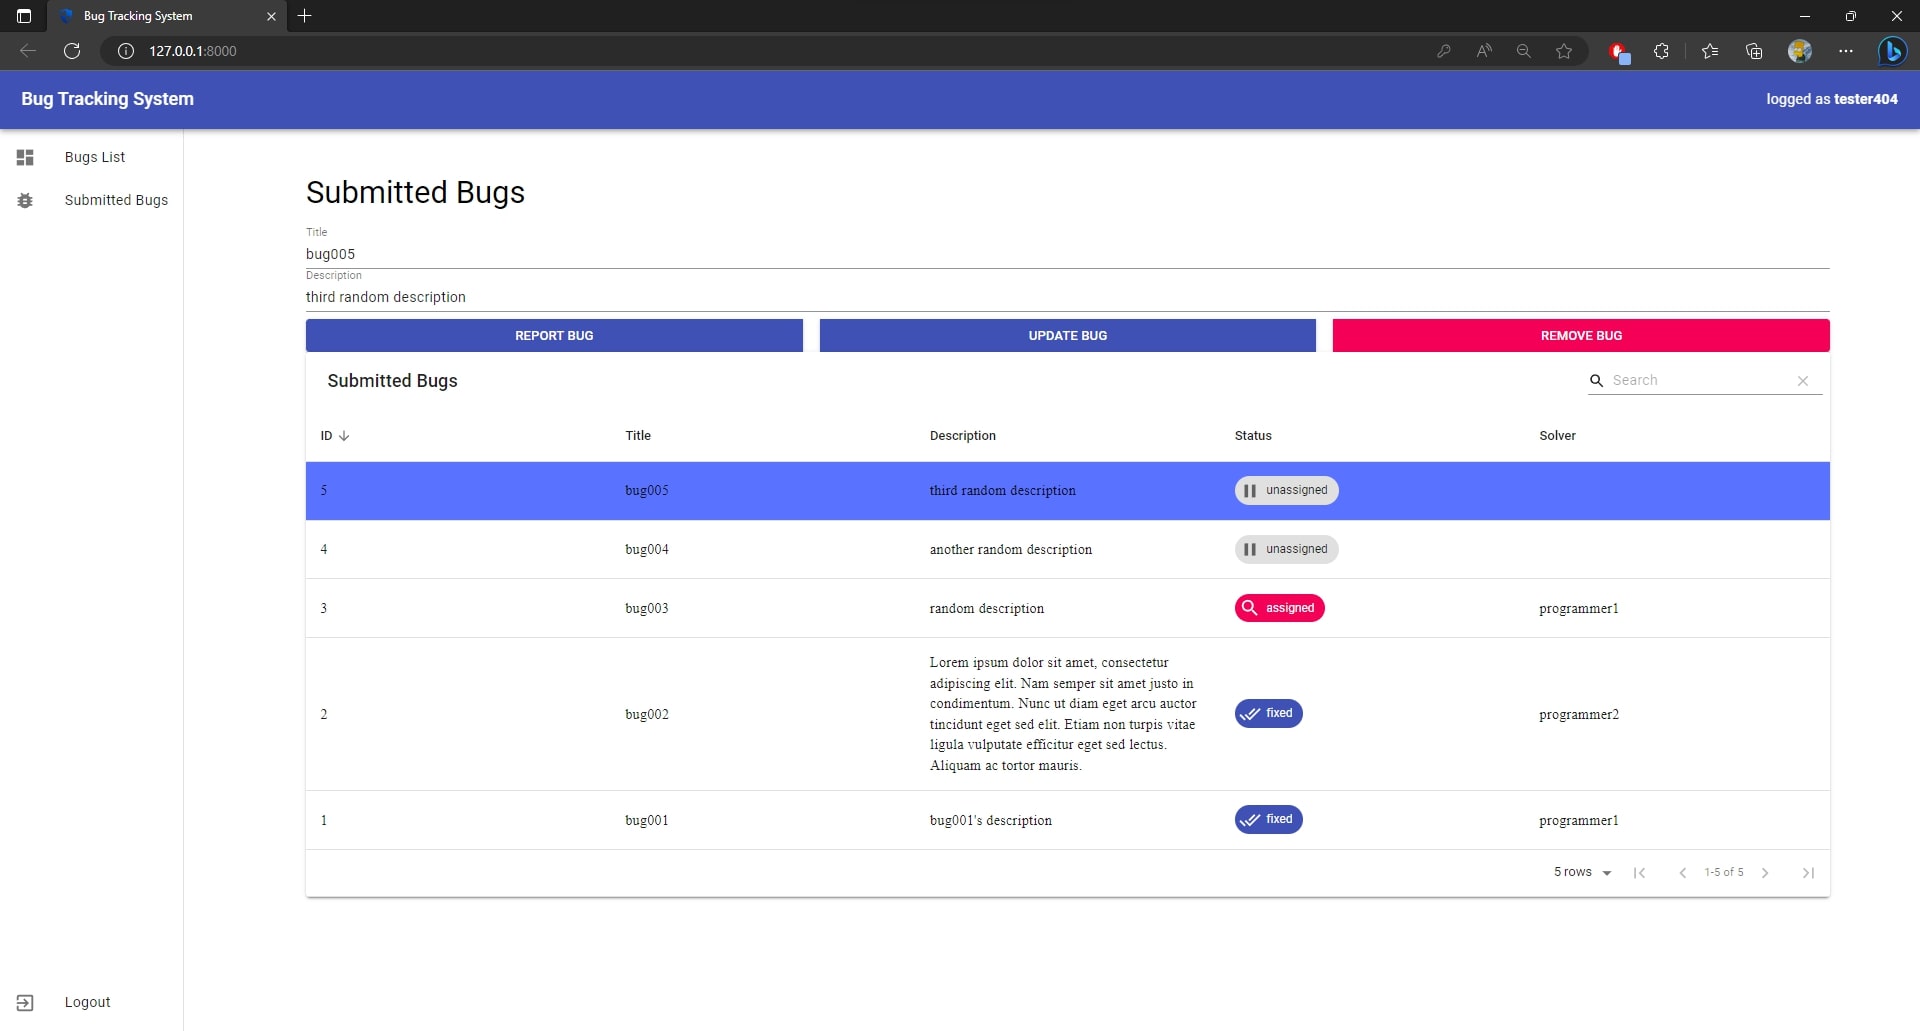 Bug Tracking System
127.0.0.1:8000
Bug Tracking System
logged as tester404
Bugs List
Submitted Bugs
Submitted Bugs
Title
bug005
Description
third random description
REPORT BUG
UPDATE BUG
REMOVE BUG
Submitted Bugs
Search
ID Title Description Status Solver
5 bug005 third random description unassigned
4 bug004 another random description unassigned
3 bug003 random description assigned programmer1
Lorem ipsum dolor sit amet, consectetur
adipiscing elit. Nam semper sit amet justo in
condimentum. Nunc ut diam eget arcu auctor
2 bug002 tincidunt eget sed elit. Etiam non turpis vitae fixed programmer2
ligula vulputate efficitur eget sed lectus.
Aliquam ac tortor mauris.
1 bug001 bug001's description fixed programmer1
5 rows 1-5 of 5
Logout